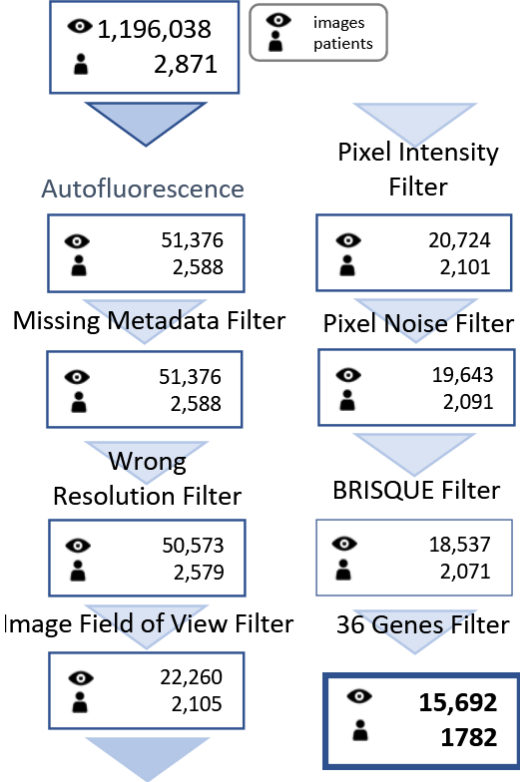 1,196,038
2,871
images
patients
Autofluorescence
51,376
2,588
Missing Metadata Filter
51,376
2,588
Wrong
Resolution Filter
50,573
2,579
Image Field of View Filter
22,260
2,105
Pixel Intensity
Filter
20,724
2,101
Pixel Noise Filter
19,643
2,091
BRISQUE Filter
18,537
2,071
36 Genes Filter
15,692
1782